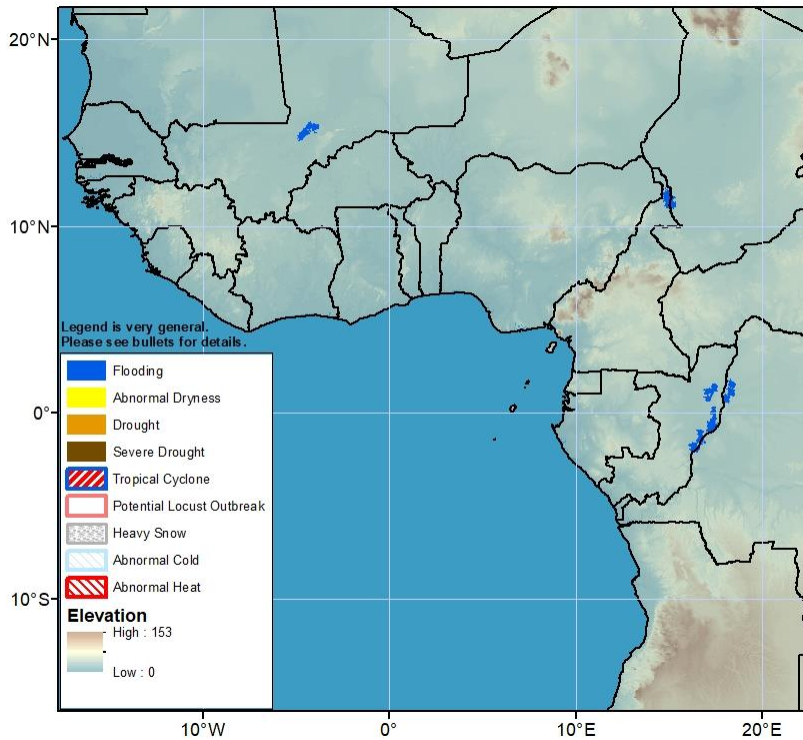 20°N
10°N
Legend is very general.
Please see bullets for details.
Flooding
Abnormal Dryness
0°
Drought
Severe Drought
Tropical Cyclone
Potential Locust Outbreak
Heavy Snow
Abnormal Cold
Abnormal Heat
10°S
Elevation
High : 153
Low : 0
10°W
0°
10°E
20°E